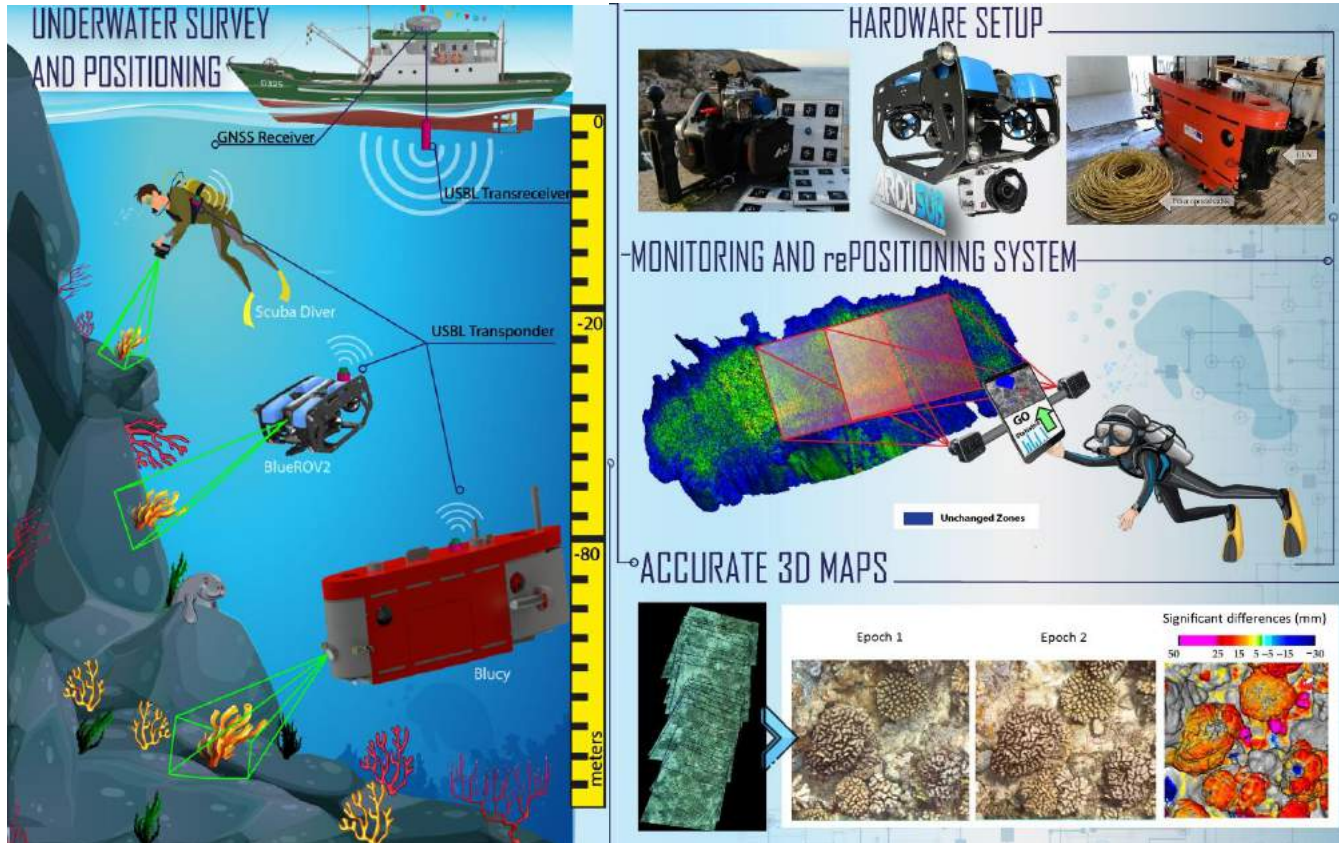 UNDERWATER SURVEY
AND POSITIONING
GNSS Receiver
USBL Transreceiver
Scuba Diver
USBL Transponder
BlueROV2
Blucy
0
-20
-80
meters
HARDWARE SETUP
ARDUSUB
MONITORING AND rePOSITIONING SYSTEM
GO
Unchanged Zones
ACCURATE 3D MAPS
Epoch 1
Epoch 2
Significant differences (mm)
50 25 15 5 -5 -15 -30